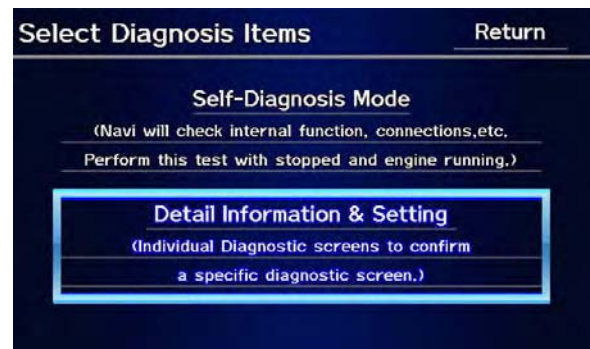 Select Diagnosis Items
Return
Self-Diagnosis Mode
(Navi will check internal function, connections,etc.
Perform this test with stopped and engine running.)
Detail Information & Setting
(Individual Diagnostic screens to confirm
a specific diagnostic screen.)